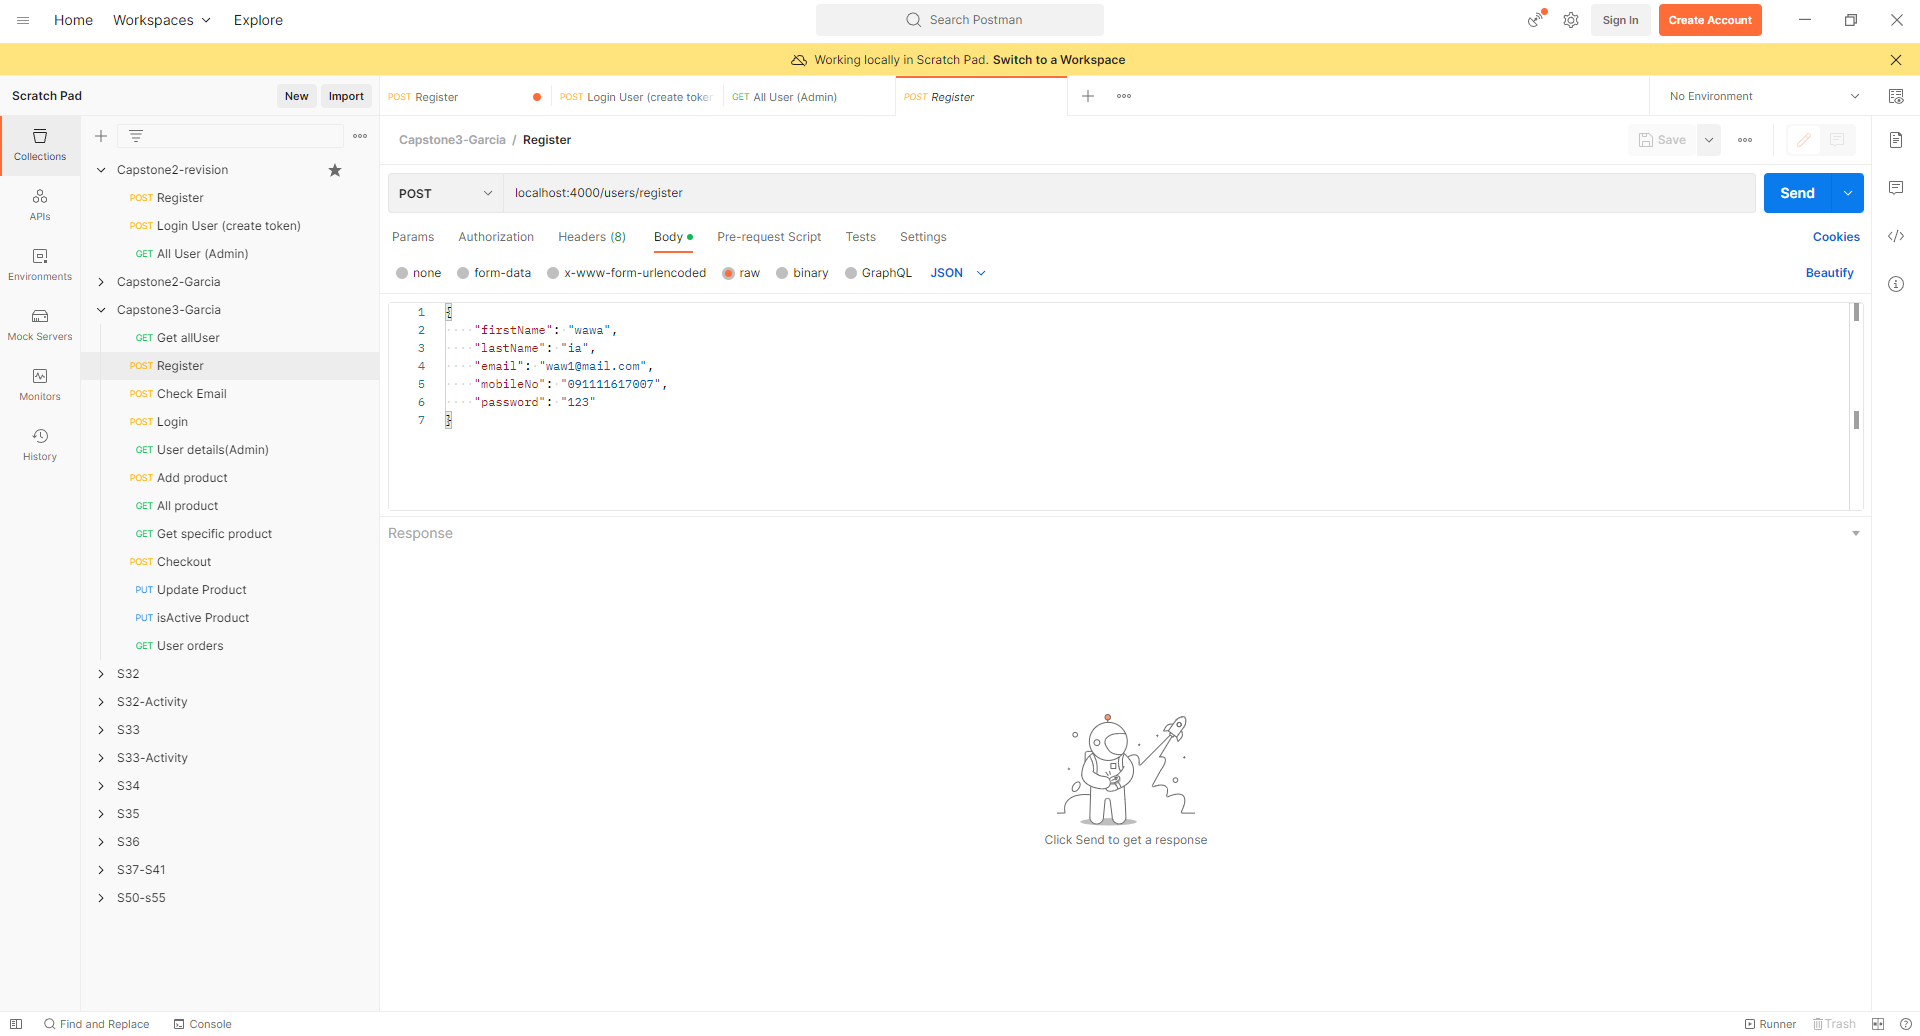 Home Workspaces Explore
Search Postman
Sign In Create Account
Working locally in Scratch Pad. Switch to a Workspace
Scratch Pad New Import
POST Register
POST Login User (create toker
GET All User (Admin)
POST Register
No Environment
Collections
APIs
Environments
Mock Servers
Monitors
History
Capstone2-revision
POST Register
POST Login User (create token)
GET All User (Admin)
Capstone2-Garcia
Capstone3-Garcia
GET Get allUser
POST Register
POST Check Email
POST Login
GET User details(Admin)
POST Add product
GET All product
GET Get specific product
POST Checkout
PUT Update Product
PUT isActive Product
GET User orders
S32
S32-Activity
S33
S33-Activity
S34
S35
S36
S37-S41
S50-s55
Capstone3-Garcia / Register
Save
POST localhost:4000/users/register
Send
Params Authorization Headers (8) Body Pre-request Script Tests Settings
Cookies
none form-data x-www-form-urlencoded raw binary GraphQL JSON
Beautify
1 {
2 "firstName": "wawa",
3 "lastName": "ia",
4 "email": "waw1@mail.com",
5 "mobileNo": "091111617007",
6 "password": "123"
7 }
Response
Click Send to get a response
Find and Replace Console
Runner Trash